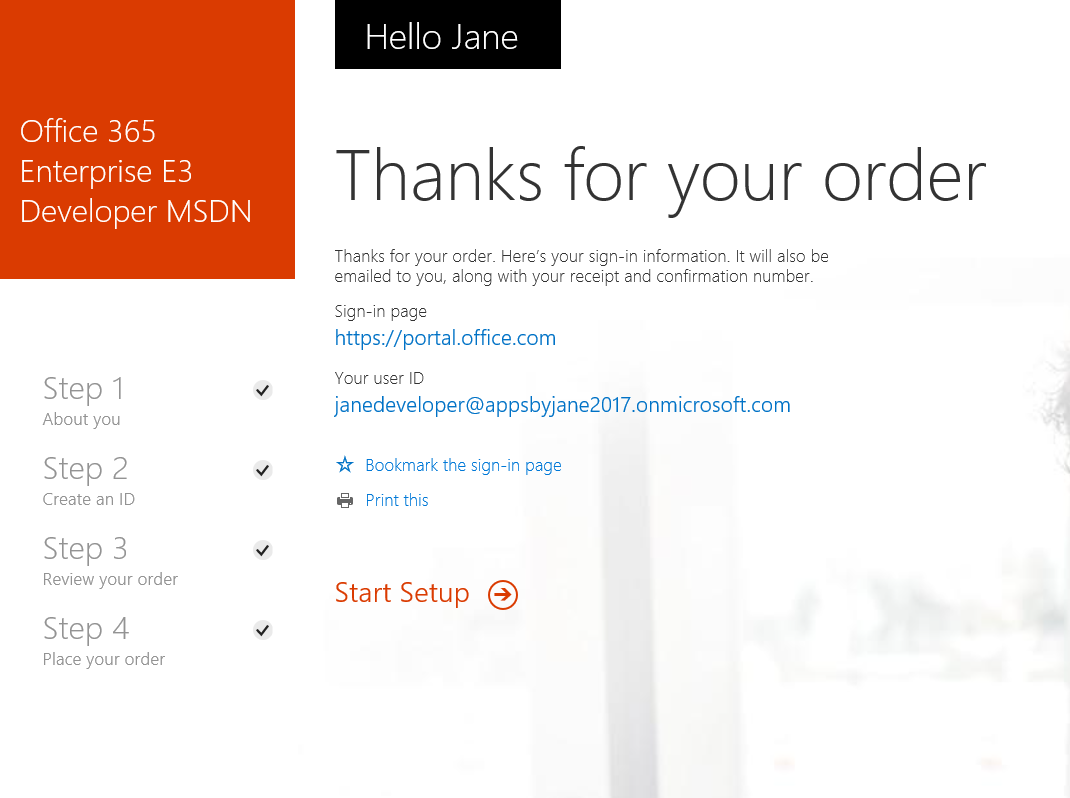 Hello Jane
Office 365
Enterprise E3
Developer MSDN
Thanks for your order
Thanks for your order. Here's your sign-in information. It will also be
emailed to you, along with your receipt and confirmation number.
Sign-in page
https://portal.office.com
Your user ID
janedeveloper@appsbyjane2017.onmicrosoft.com
Bookmark the sign-in page
Print this
Start Setup
Step 1
About you
Step 2
Create an ID
Step 3
Review your order
Step 4
Place your order